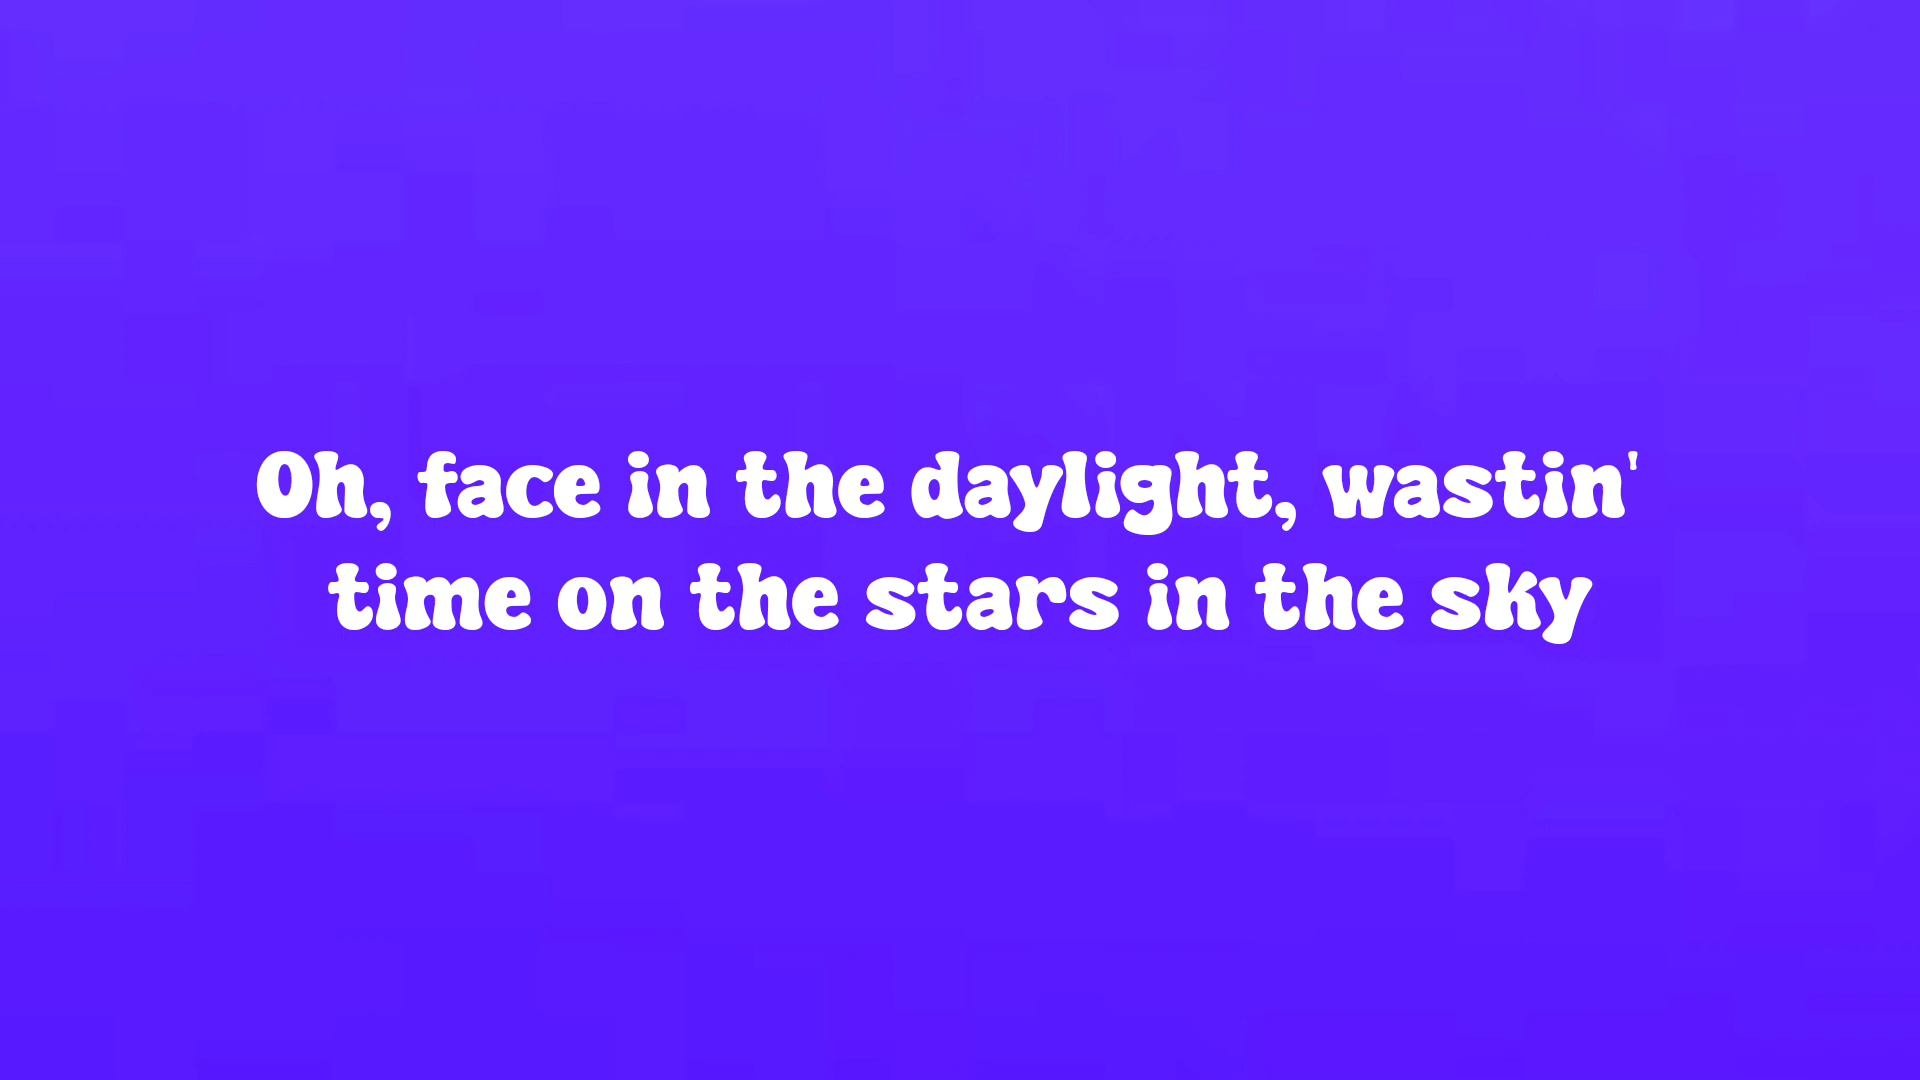 Oh, face in the daylight, wastin'
time on the stars in the sky